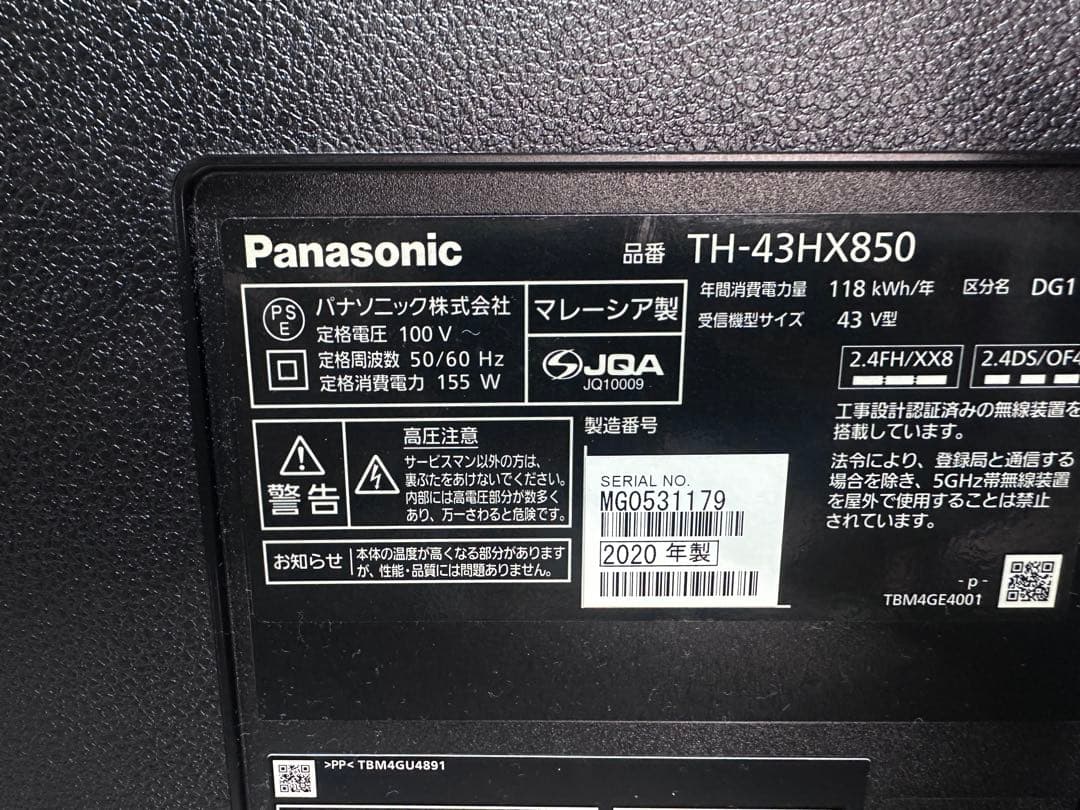 Panasonic
品番 TH-43HX850
PS
E
パナソニック株式会社
定格電圧 100 V ～
定格周波数 50/60 Hz
定格消費電力 155 W
マレーシア製
JQA
JQ10009
年間消費電力量 118 kWh/年 区分名 DG1
受信機型サイズ 43 V型
2.4FH/XX8
2.4DS/OF4
工事設計認証済みの無線装置を
搭載しています。
法令により、登録局と通信する
場合を除き、5GHz帯無線装置
を屋外で使用することは禁止
されています。
警告
高圧注意
サービスマン以外の方は、
裏ぶたをあけないでください。
内部には高電圧部分が数多く
あり、万一さわると危険です。
お知らせ
本体の温度が高くなる部分があります
が、性能・品質には問題ありません。
製造番号
SERIAL NO.
MG0531179
2020 年製
- p -
TBM4GE4001
>PP< TBM4GU4891